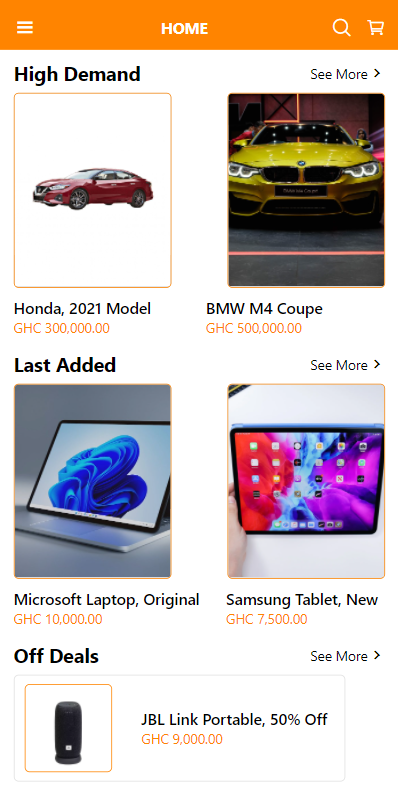 HOME
High Demand
See More
Honda, 2021 Model
GHC 300,000.00
BMW M4 Coupe
GHC 500,000.00
Last Added
See More
Microsoft Laptop, Original
GHC 10,000.00
Samsung Tablet, New
GHC 7,500.00
Off Deals
See More
JBL Link Portable, 50% Off
GHC 9,000.00